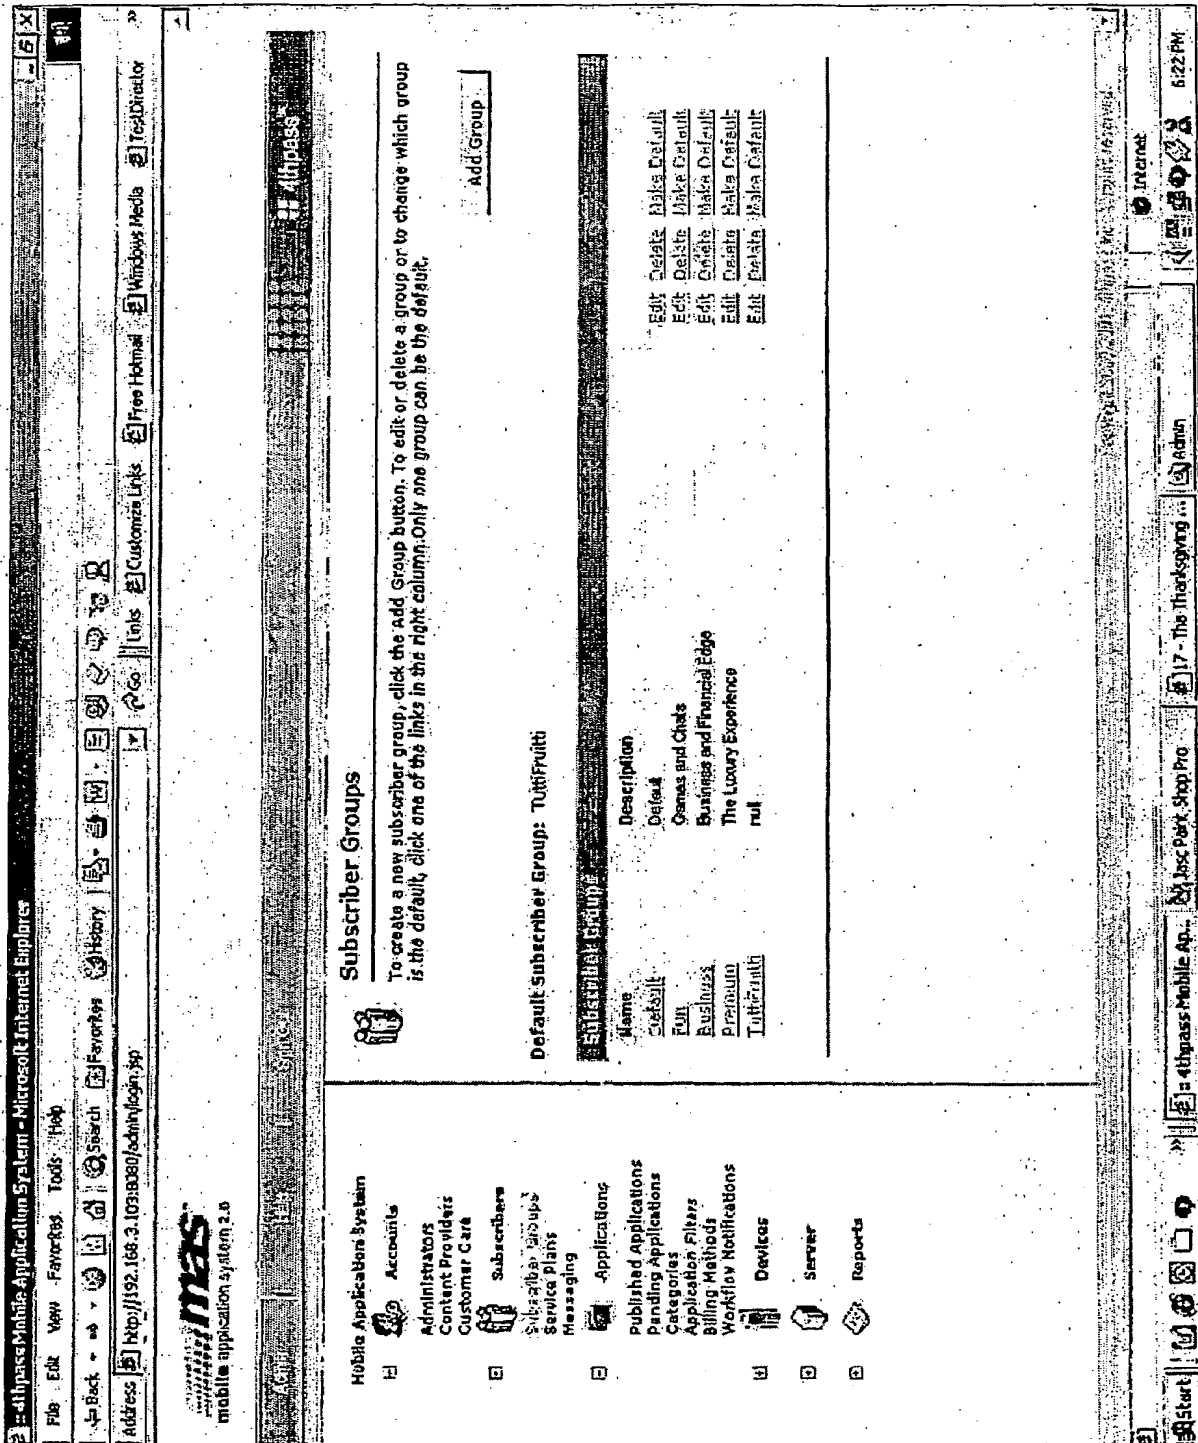 :: 4thpass Mobile Application System - Microsoft Internet Explorer
File Edit View Favorites Tools Help
Back Search Favorites History
Address http://192.168.3.103:8080/admin/login.jsp Go Links Customize Links Free Hotmail Windows Media TestDirector
mas
mobile application system 2.0
4thpass
Mobile Application System
Accounts
Administrators
Content Providers
Customer Care
Subscribers
Subscriber Groups
Service Plans
Messaging
Applications
Published Applications
Pending Applications
Categories
Application Filters
Billing Methods
Workflow Notifications
Devices
Server
Reports
Subscriber Groups
To create a new subscriber group, click the Add Group button. To edit or delete a group or to change which group
is the default, click one of the links in the right column. Only one group can be the default.
Add Group
Default Subscriber Group: TuttiFruitti
Subscriber Groups
Name Description
Default Default Edit Delete Make Default
Fun Games and Chats Edit Delete Make Default
Business Business and Financial Edge Edit Delete Make Default
Premium The Luxury Experience Edit Delete Make Default
TuttiFruitti null Edit Delete Make Default
Internet
Start :: 4thpass Mobile Ap... Jasc Paint Shop Pro 17 - The Thanksgiving ... Admin 6:22 PM